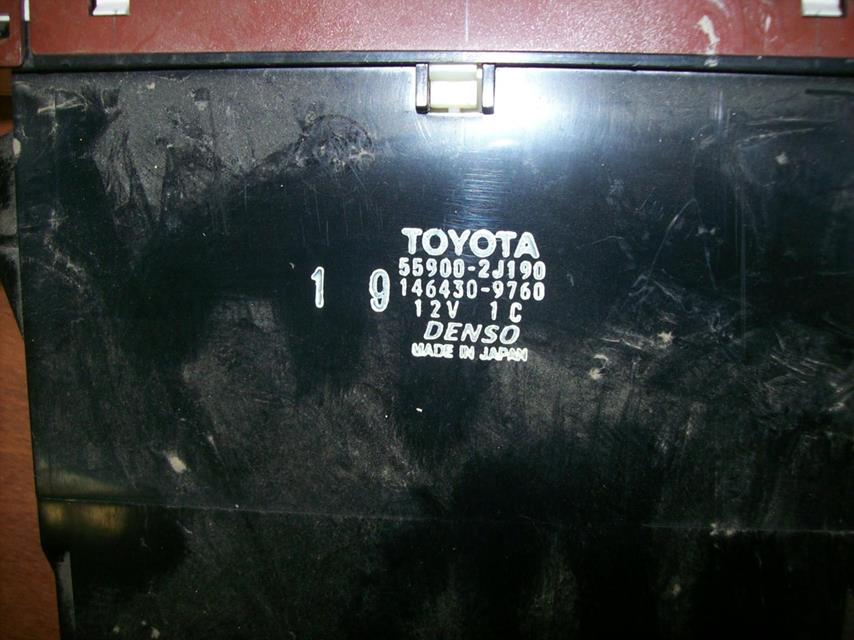 TOYOTA
55900-2J190
1 9 146430-9760
12V 1C
DENSO
MADE IN JAPAN